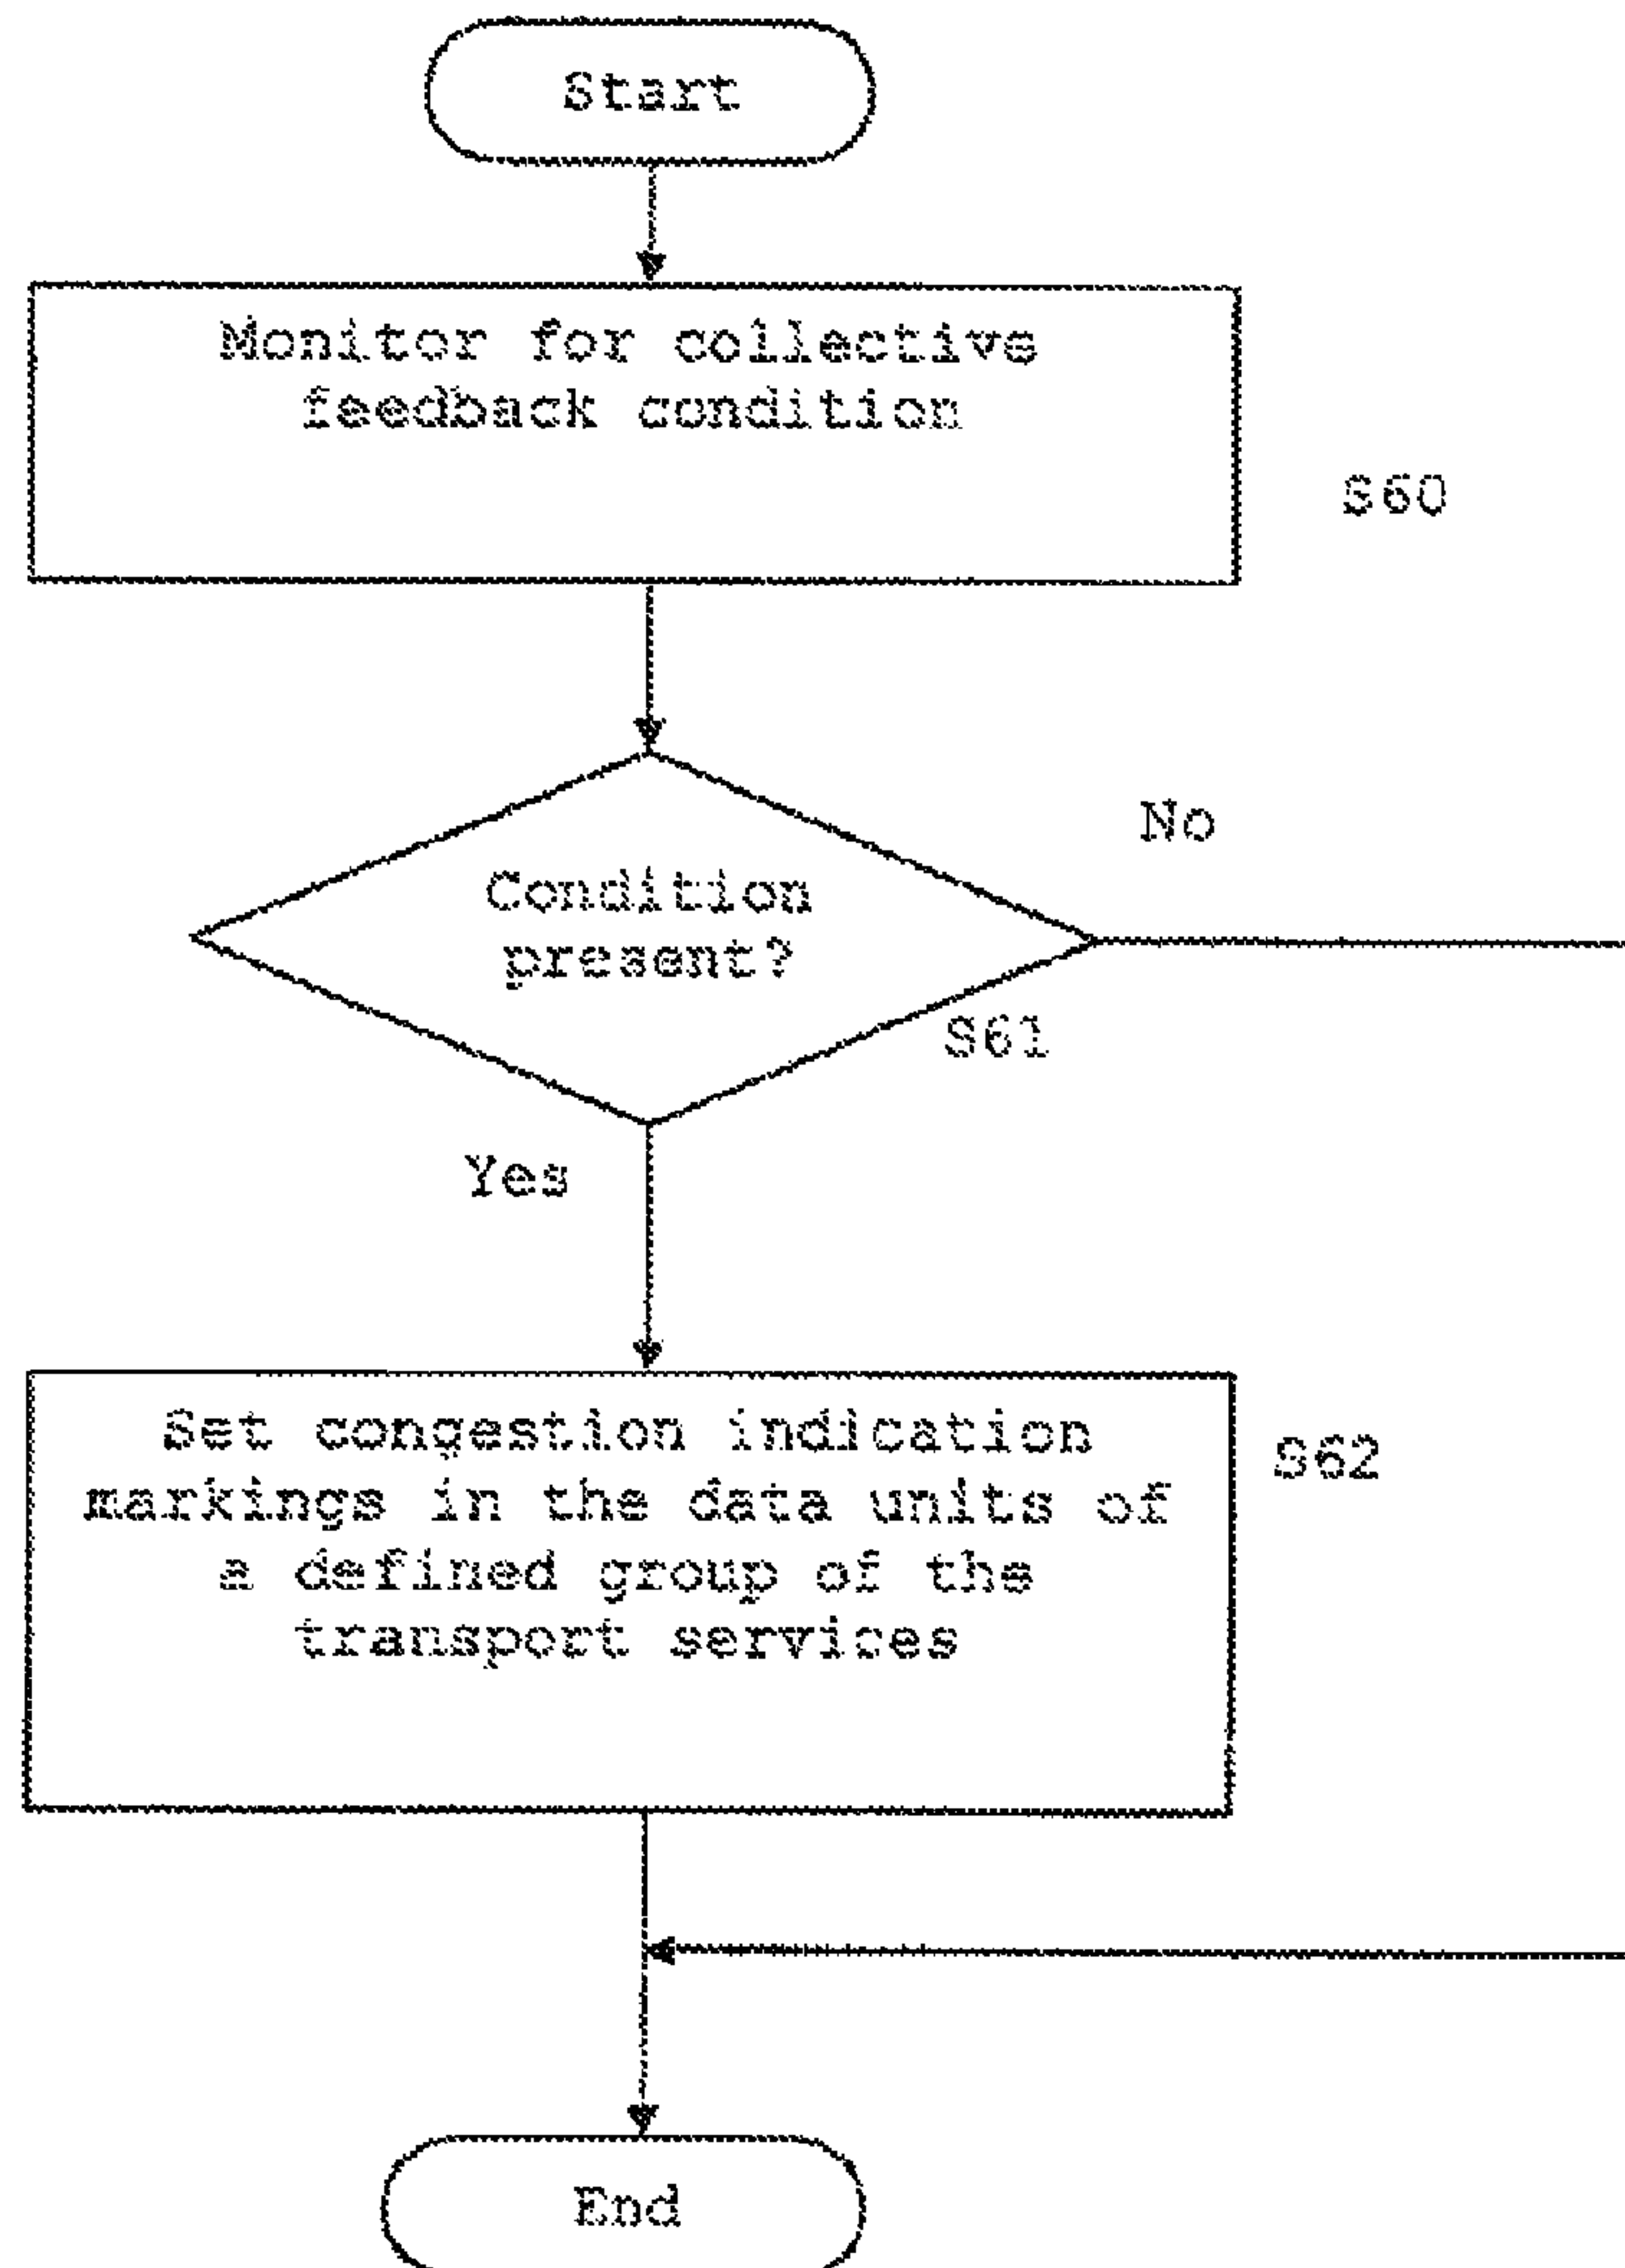 Start
Monitor for collective
feedback condition
S60
No
Condition
present?
S61
Yes
Set congestion indication
markings in the data units of
a defined group of the
transport services
S62
End